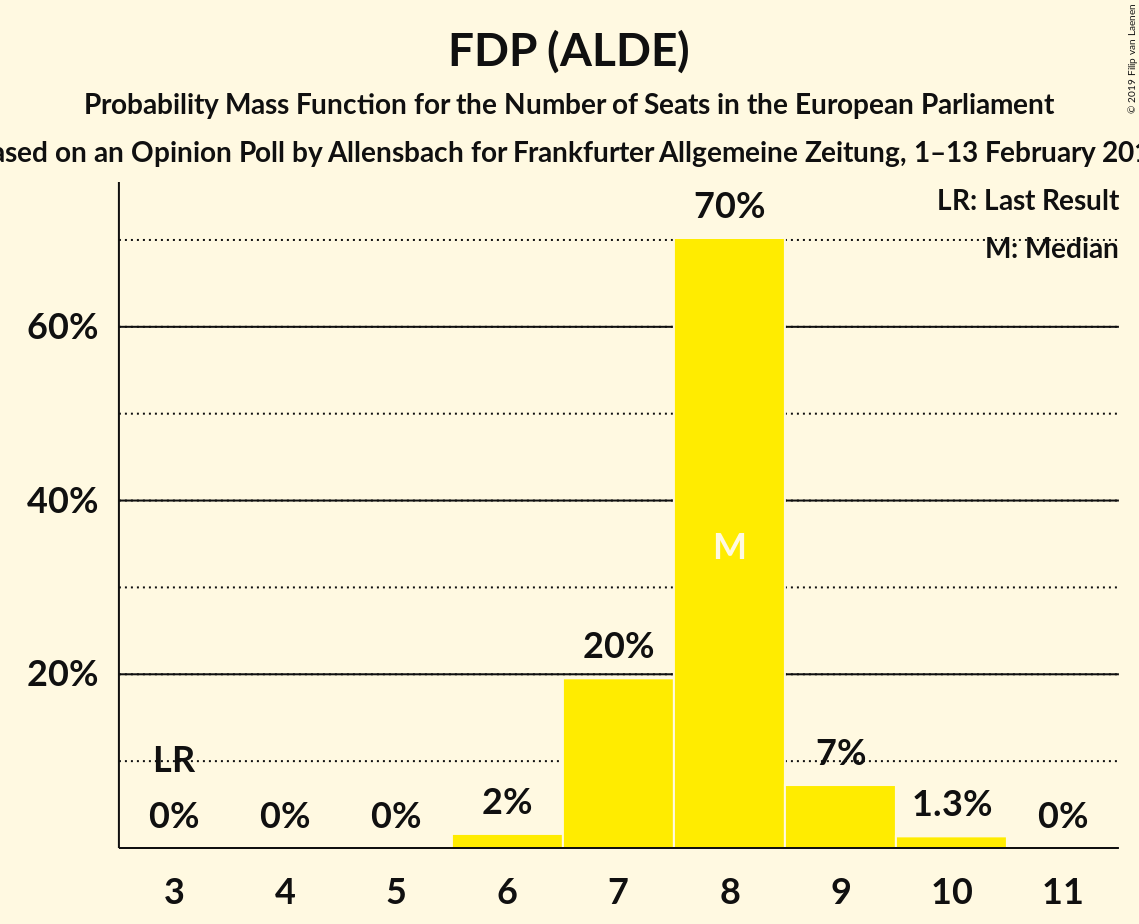 FDP (ALDE)
Probability Mass Function for the Number of Seats in the European Parliament
on an Opinion Poll by Allensbach for Frankfurter Allgemeine Zeitung, 1–13 February
© 2019 Filip van Laenen
LR: Last Result
M: Median
60%
40%
20%
LR
0%
0%
0%
2%
20%
70%
M
7%
1.3%
0%
3 4 5 6 7 8 9 10 11